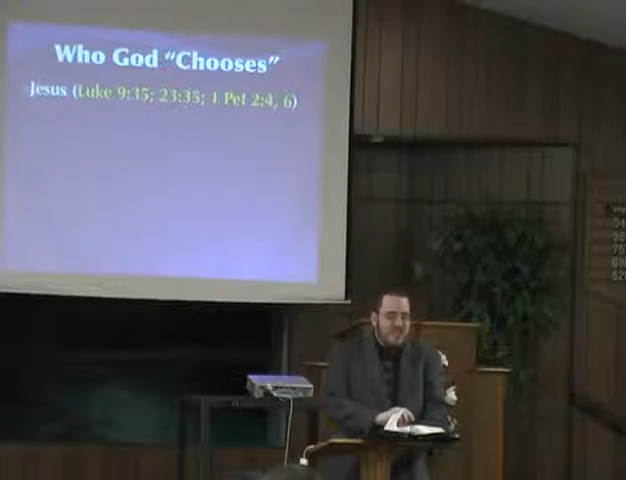 Who God “Chooses”
Jesus (Luke 9:35; 23:35; 1 Pet 2:4, 6)